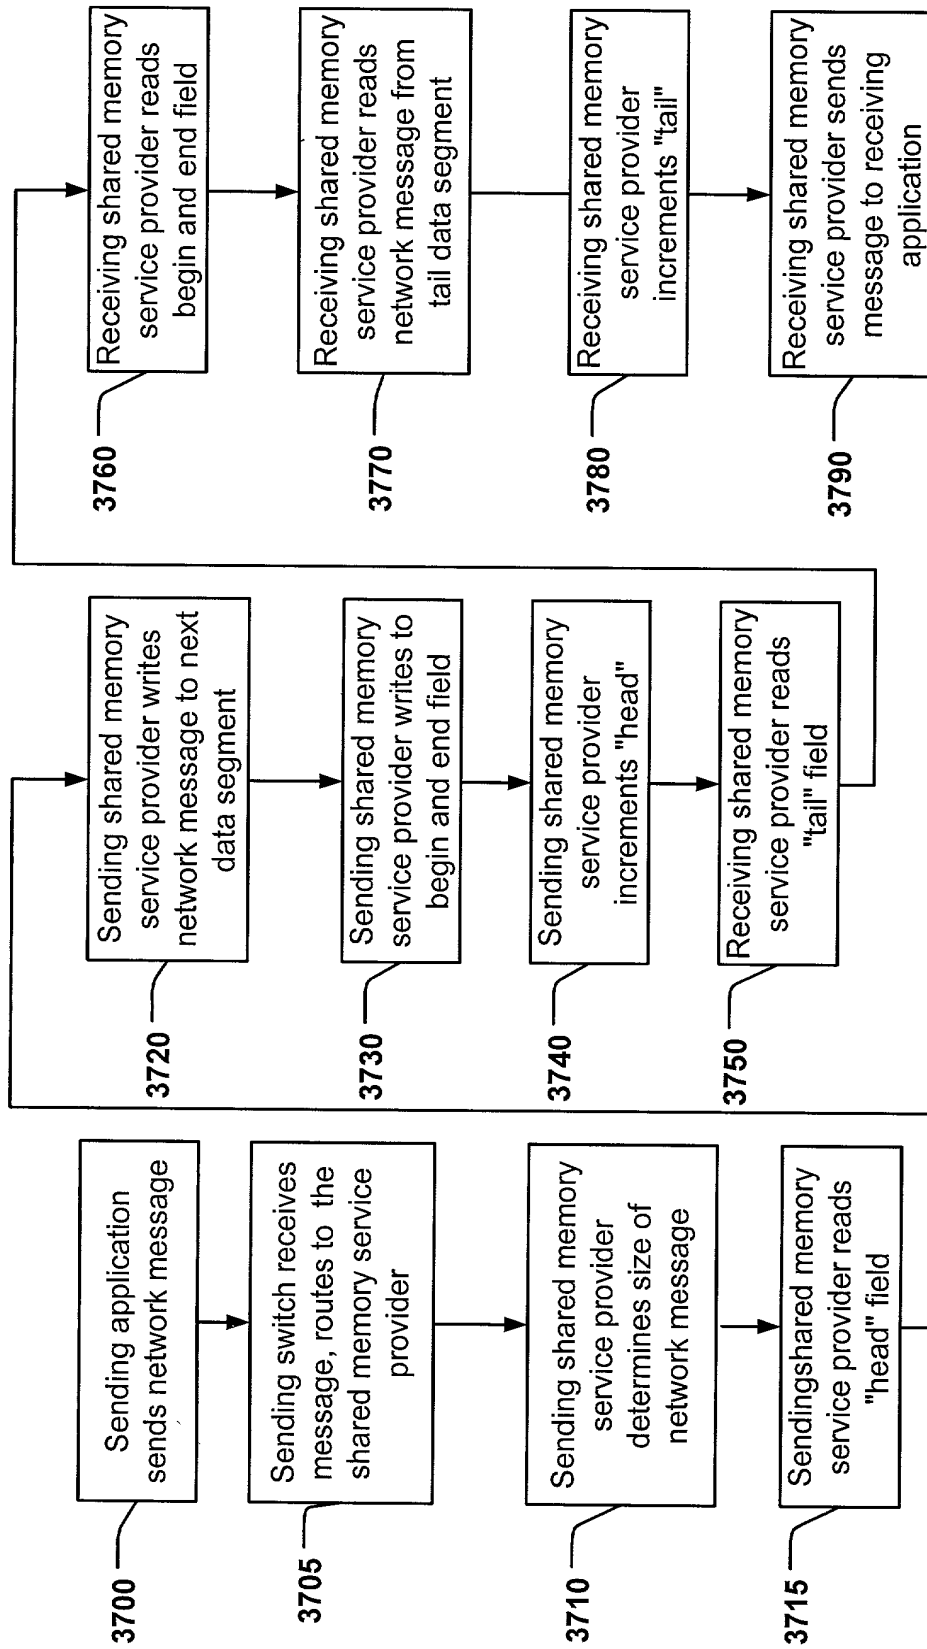 3700
Sending application
sends network message
3705
Sending switch receives
message, routes to the
shared memory service
provider
3710
Sending shared memory
service provider
determines size of
network message
3715
Sendingshared memory
service provider reads
"head" field
3720
Sending shared memory
service provider writes
network message to next
data segment
3730
Sending shared memory
service provider writes to
begin and end field
3740
Sending shared memory
service provider
increments "head"
3750
Receiving shared memory
service provider reads
"tail" field
3760
Receiving shared memory
service provider reads
begin and end field
3770
Receiving shared memory
service provider reads
network message from
tail data segment
3780
Receiving shared memory
service provider
increments "tail"
3790
Receiving shared memory
service provider sends
message to receiving
application